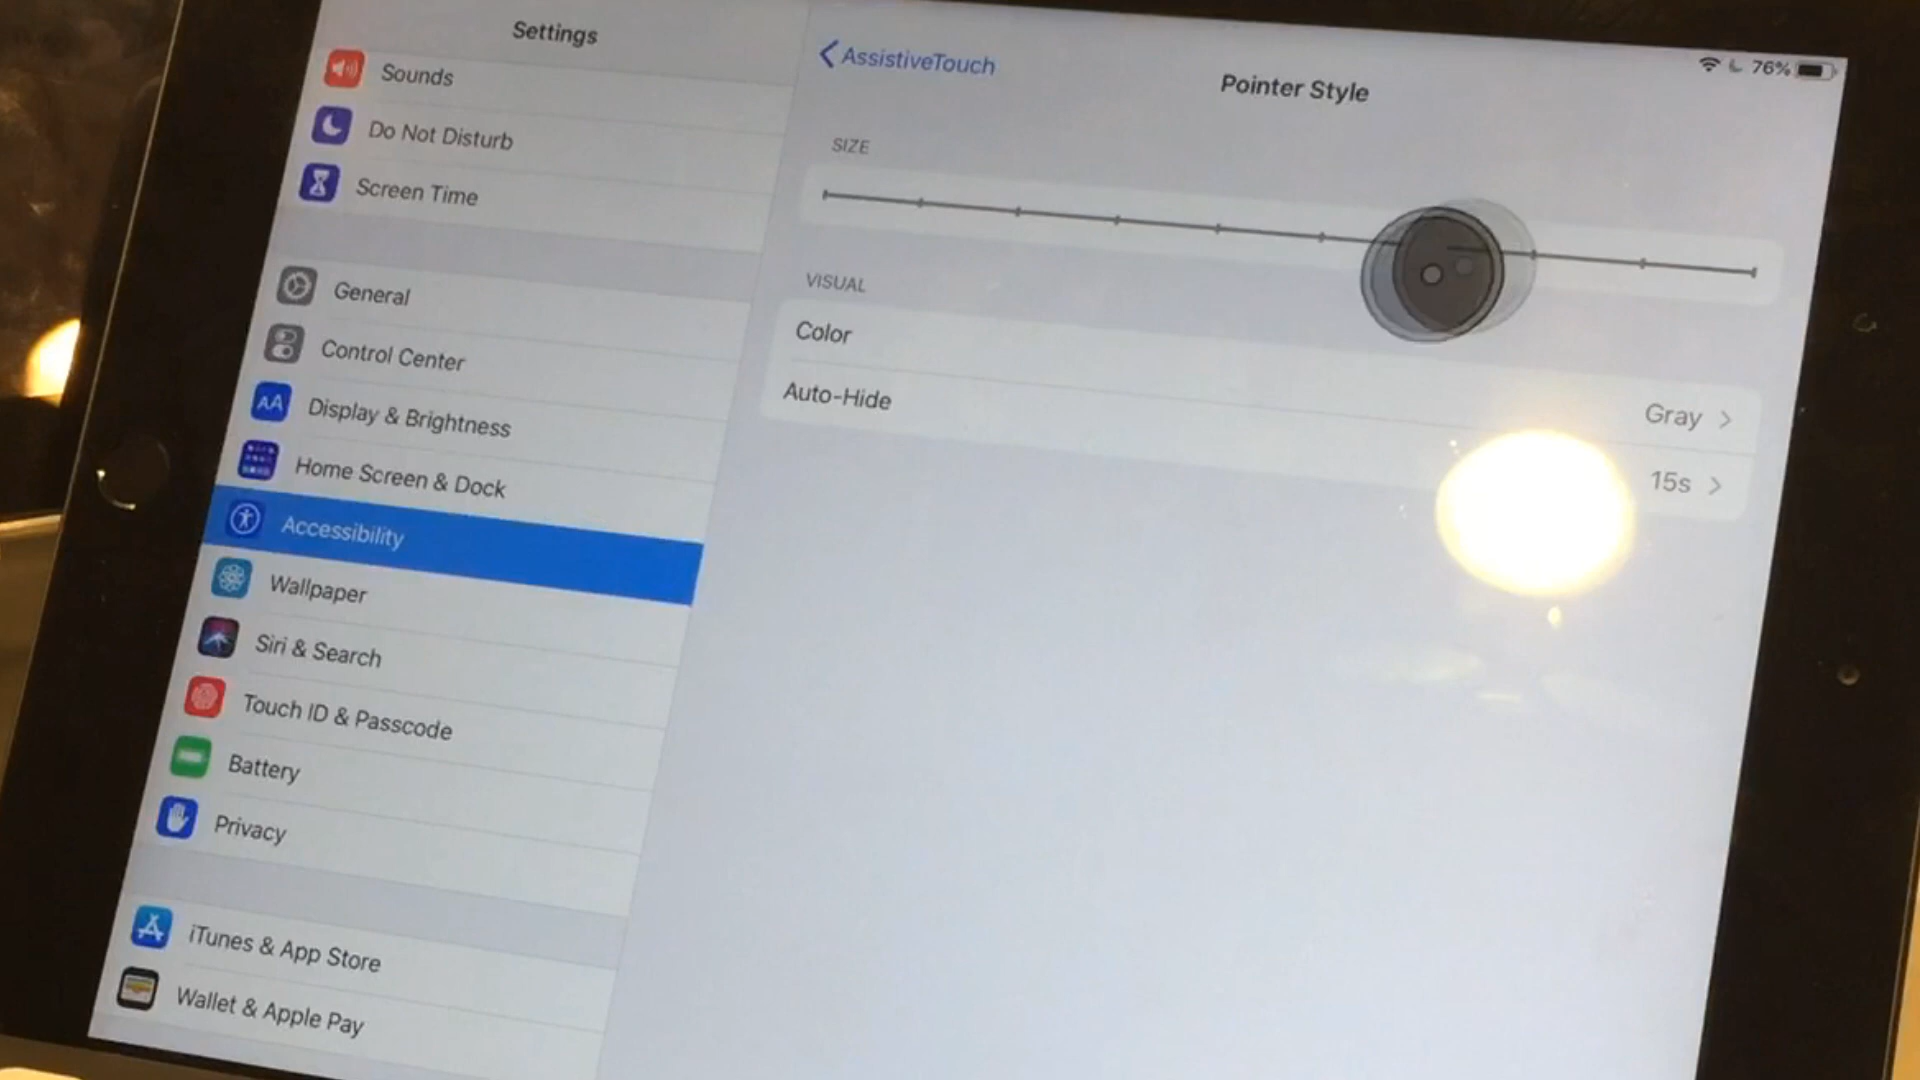 Settings
Sounds
Do Not Disturb
Screen Time
General
Control Center
AA
Display & Brightness
Home Screen & Dock
Accessibility
Wallpaper
Siri & Search
Touch ID & Passcode
Battery
Privacy
iTunes & App Store
Wallet & Apple Pay
AssistiveTouch
Pointer Style
76%
SIZE
VISUAL
Color
Gray
Auto-Hide
15s